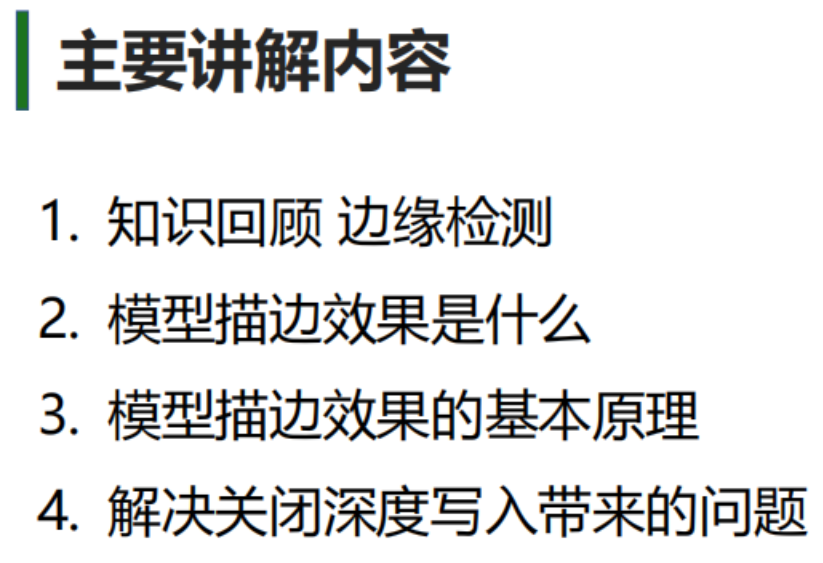 主要讲解内容
1. 知识回顾 边缘检测
2. 模型描边效果是什么
3. 模型描边效果的基本原理
4. 解决关闭深度写入带来的问题